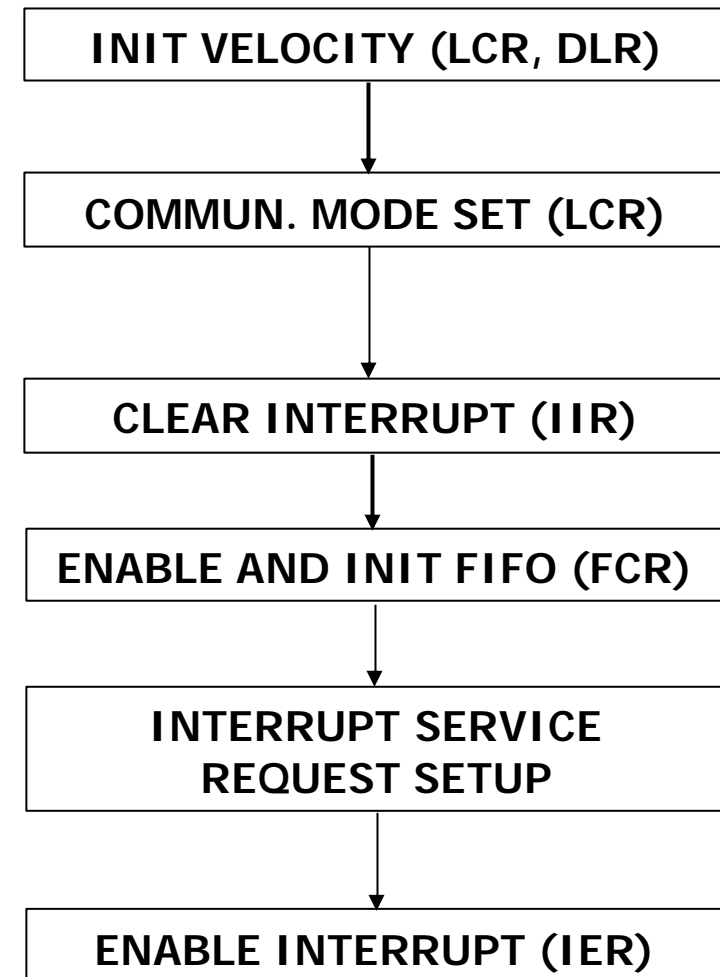 INIT VELOCITY (LCR, DLR)
COMMUN. MODE SET (LCR)
CLEAR INTERRUPT (IIR)
ENABLE AND INIT FIFO (FCR)
INTERRUPT SERVICE
REQUEST SETUP
ENABLE INTERRUPT (IER)